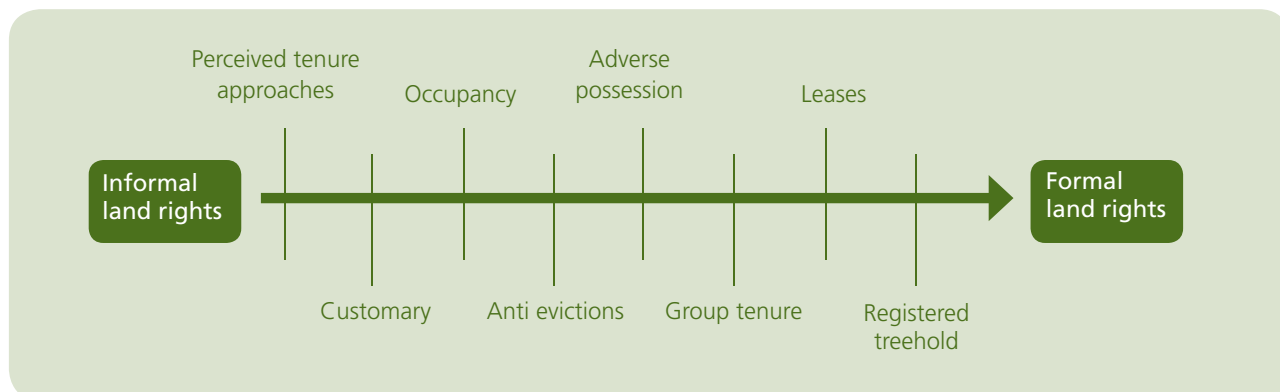 Perceived tenure
approaches
Occupancy
Adverse
possession
Leases
Informal
land rights
Formal
land rights
Customary
Anti evictions
Group tenure
Registered
treehold